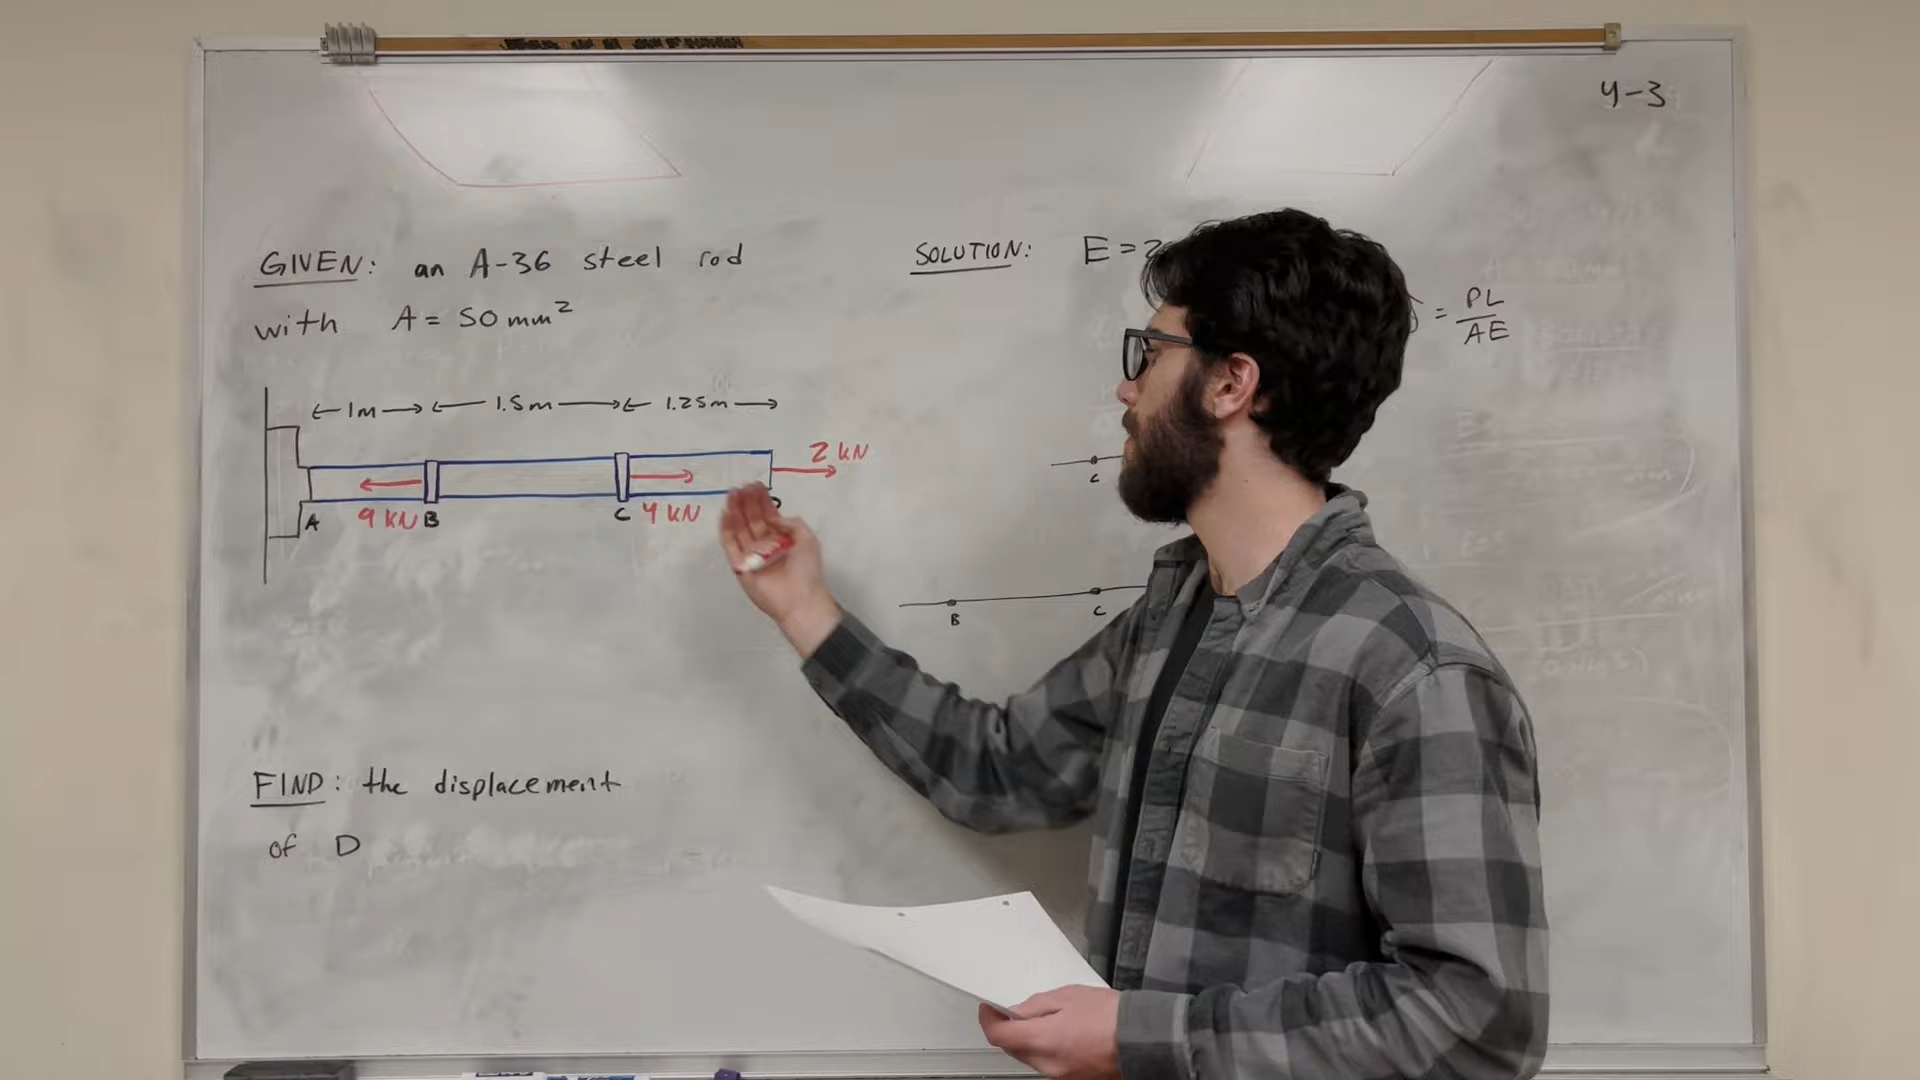 4-3
GIVEN: an A-36 steel rod
with A = 50 mm²
1m 1.5m 1.25m
2 kN
A 9 kN B C 4 kN
FIND: the displacement
of D
SOLUTION: E = 2
= PL
AE
C
B C